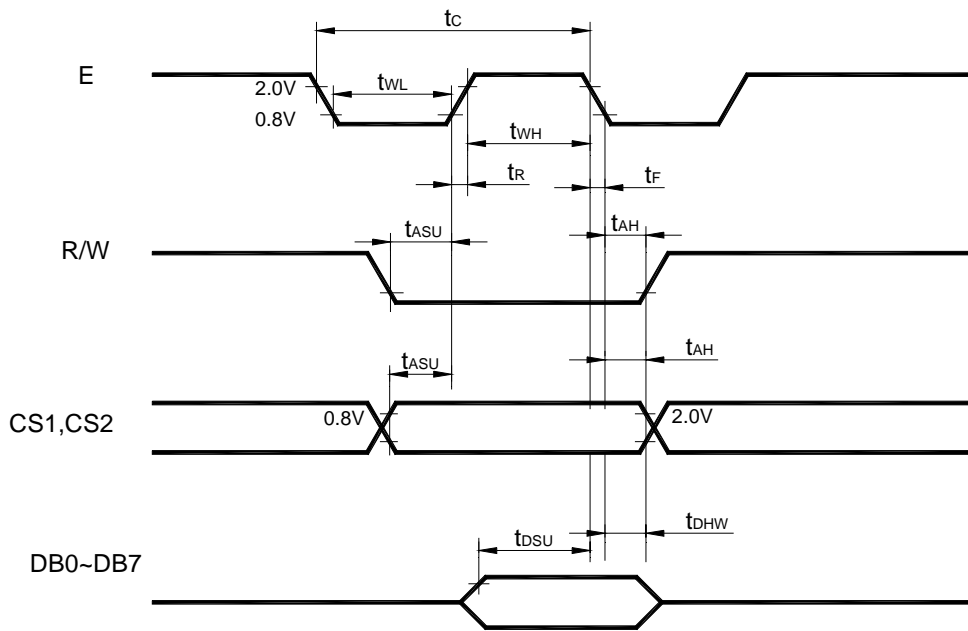 tC
E
2.0V
tWL
0.8V
tWH
tR
tF
tASU
tAH
R/W
tASU
tAH
CS1,CS2
0.8V
2.0V
tDSU
tDHW
DB0~DB7